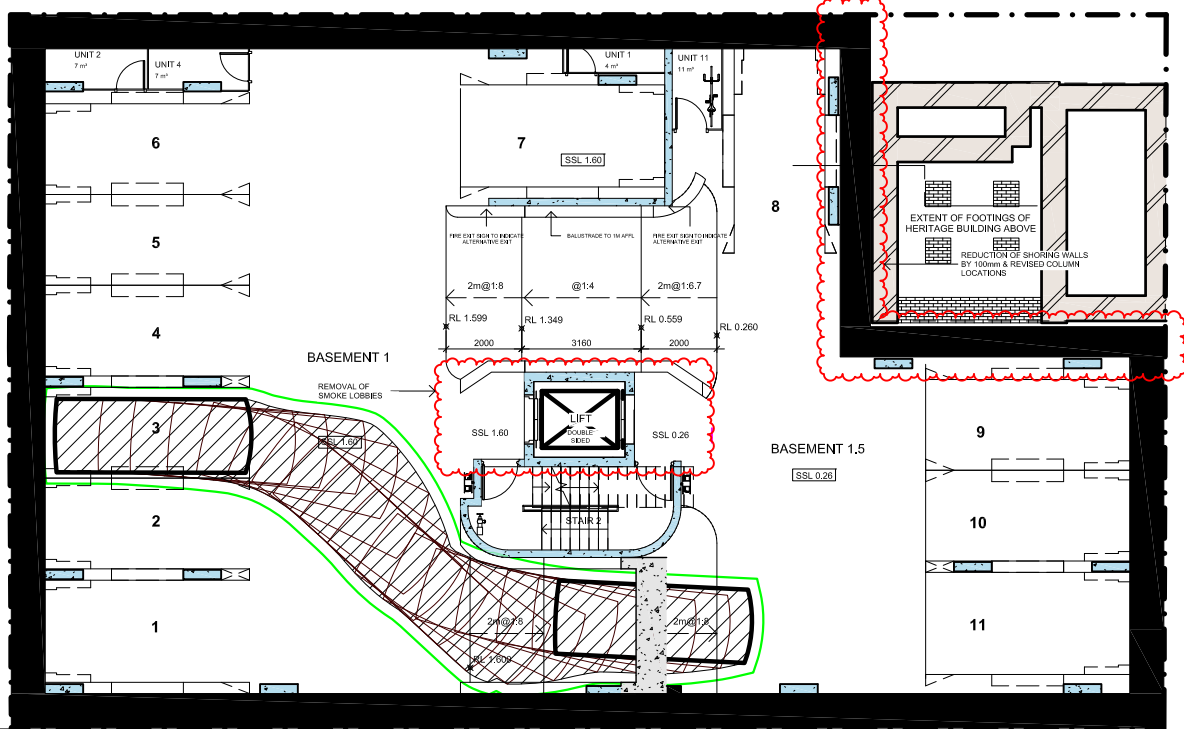 UNIT 2
7 m²
UNIT 4
7 m²
UNIT 1
4 m²
UNIT 11
11 m²
6
7
SSL 1.60
8
5
EXTENT OF FOOTINGS OF
HERITAGE BUILDING ABOVE
FIRE EXIT SIGN TO INDICATE
ALTERNATIVE EXIT
BALUSTRADE TO 1M AFFL
FIRE EXIT SIGN TO INDICATE
ALTERNATIVE EXIT
REDUCTION OF SHORING WALLS
BY 100mm & REVISED COLUMN
LOCATIONS
2m@1:8
@1:4
2m@1:6.7
RL 1.599
RL 1.349
RL 0.559
RL 0.260
4
2000
3160
2000
BASEMENT 1
REMOVAL OF
SMOKE LOBBIES
3
SSL 1.60
SSL 1.60
LIFT
DOUBLE
SIDED
SSL 0.26
BASEMENT 1.5
SSL 0.26
9
2
STAIR 2
10
1
2m@1:8
2m@1:8
11
RL 1.609